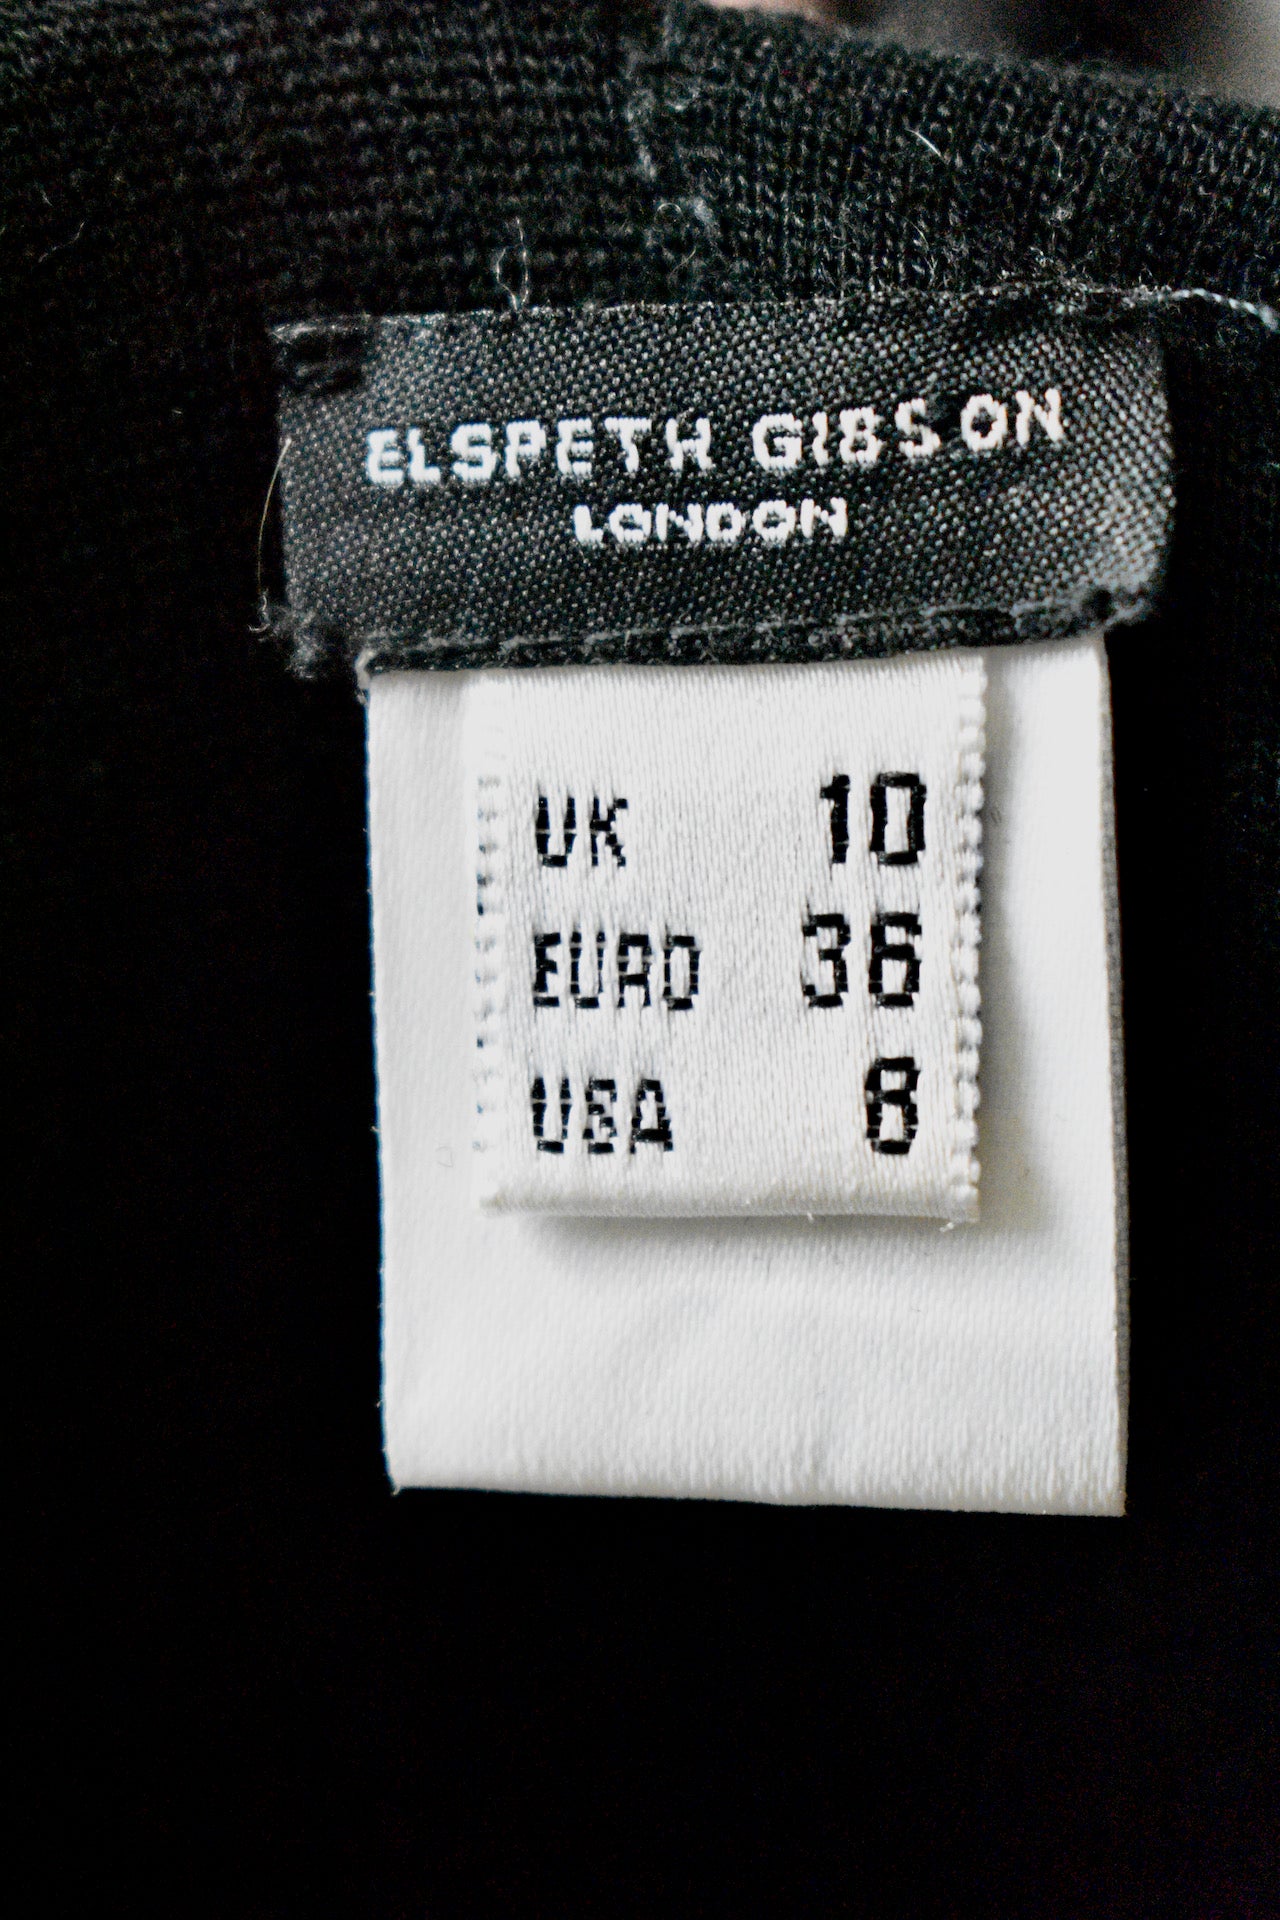 ELSPETH GIBSON
LONDON
UK 10
EURO 36
USA 8